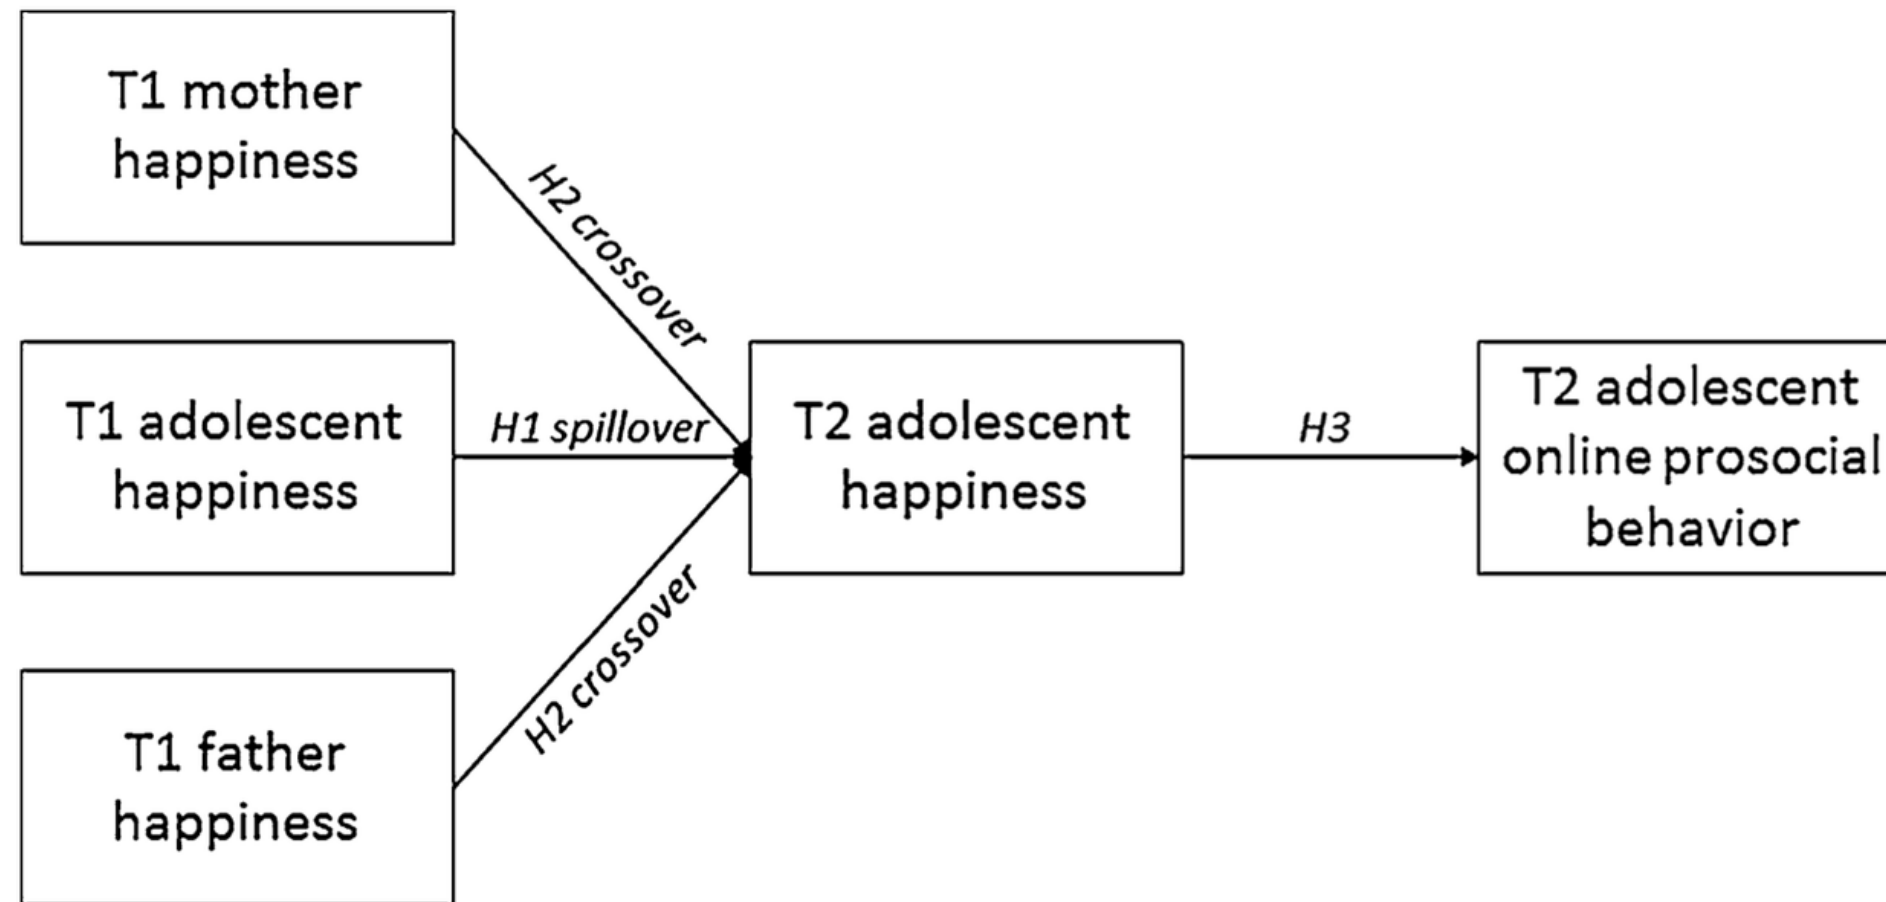 T1 mother
happiness
H2 crossover
T1 adolescent
happiness
H1 spillover
T2 adolescent
happiness
H3
T2 adolescent
online prosocial
behavior
H2 crossover
T1 father
happiness